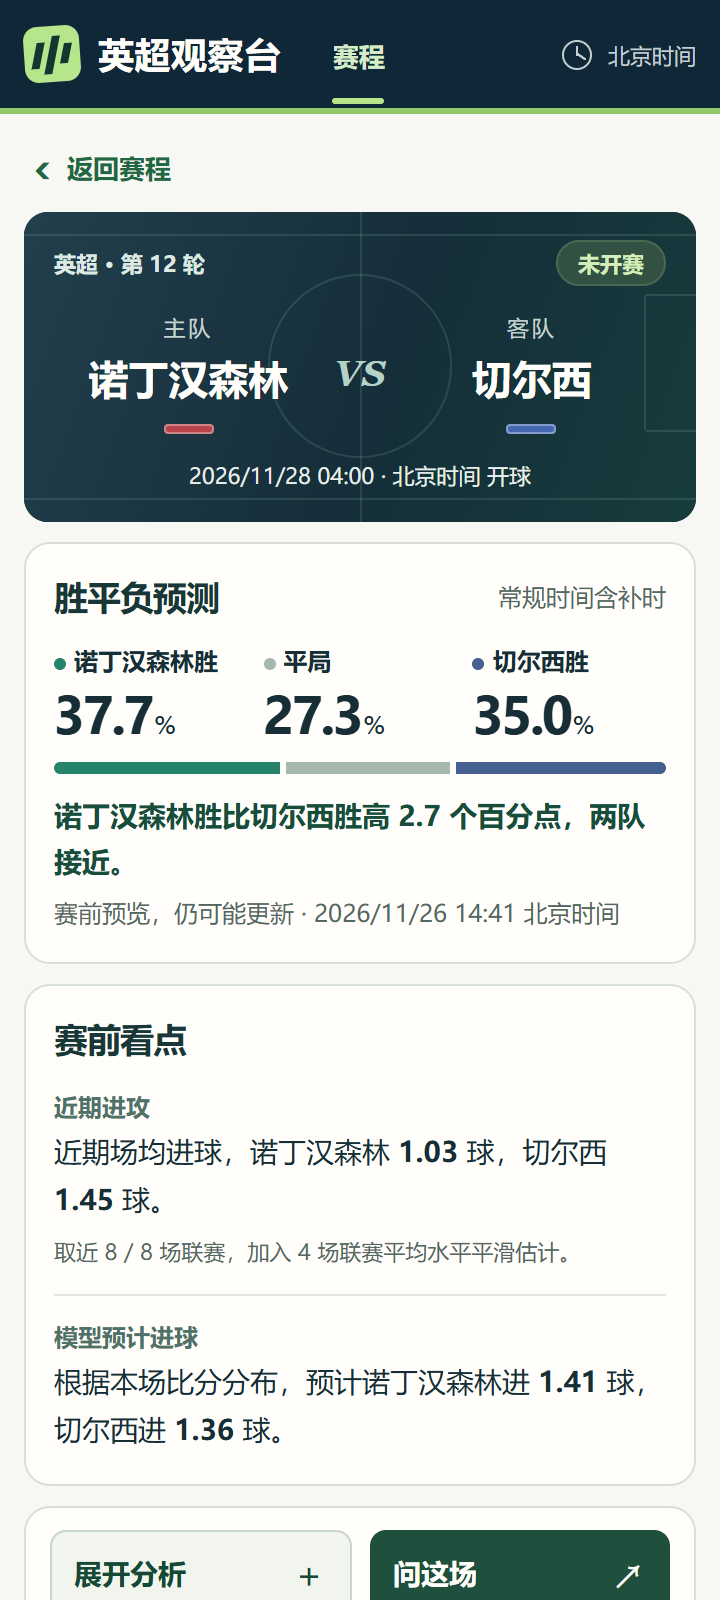 英超观察台 赛程 北京时间
返回赛程
英超 · 第 12 轮 未开赛
主队 客队
诺丁汉森林 VS 切尔西
2026/11/28 04:00 · 北京时间 开球
胜平负预测 常规时间含补时
诺丁汉森林胜 平局 切尔西胜
37.7% 27.3% 35.0%
诺丁汉森林胜比切尔西胜高 2.7 个百分点，两队
接近。
赛前预览，仍可能更新 · 2026/11/26 14:41 北京时间
赛前看点
近期进攻
近期场均进球，诺丁汉森林 1.03 球，切尔西
1.45 球。
取近 8 / 8 场联赛，加入 4 场联赛平均水平平滑估计。
模型预计进球
根据本场比分分布，预计诺丁汉森林进 1.41 球，
切尔西进 1.36 球。
展开分析 + 问这场 ↗